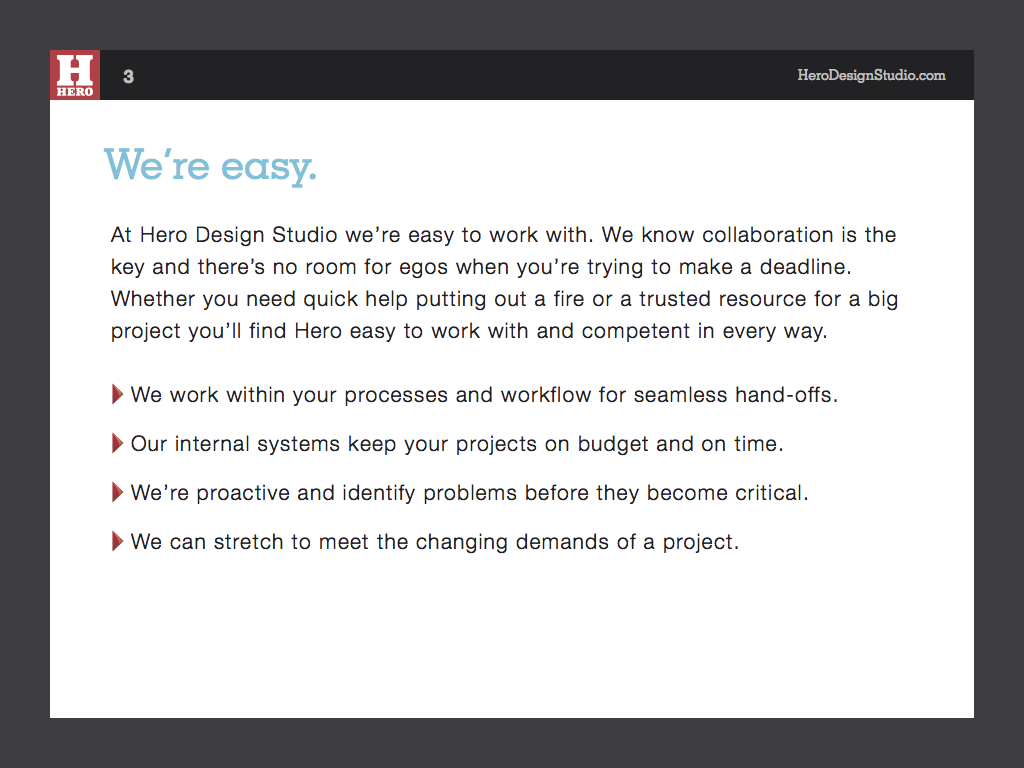 H
HERO
3
HeroDesignStudio.com
We’re easy.
At Hero Design Studio we’re easy to work with. We know collaboration is the
key and there’s no room for egos when you’re trying to make a deadline.
Whether you need quick help putting out a fire or a trusted resource for a big
project you’ll find Hero easy to work with and competent in every way.
We work within your processes and workflow for seamless hand-offs.
Our internal systems keep your projects on budget and on time.
We’re proactive and identify problems before they become critical.
We can stretch to meet the changing demands of a project.